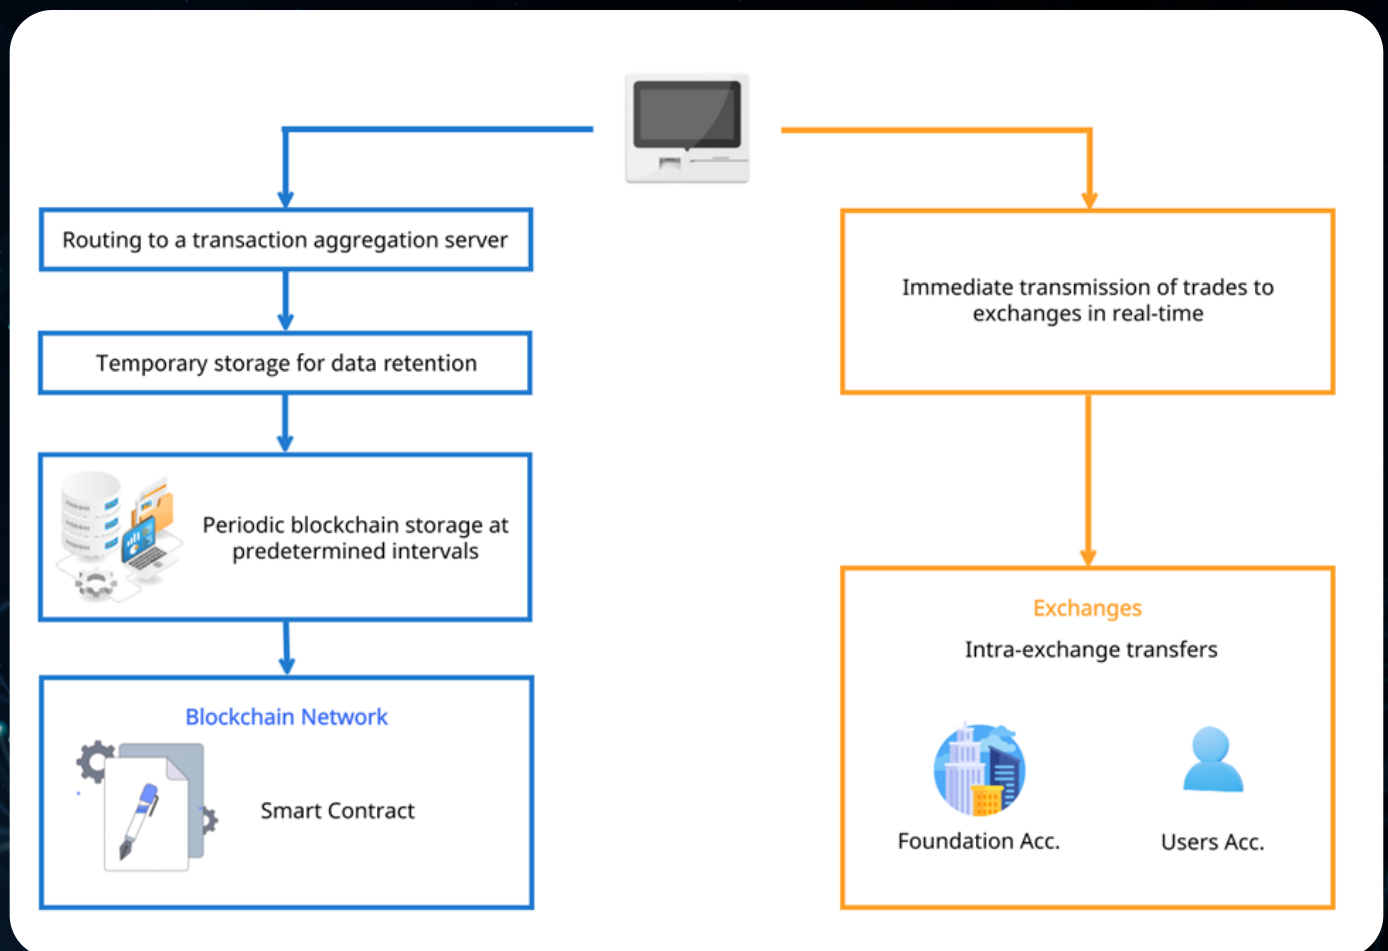 Routing to a transaction aggregation server
Temporary storage for data retention
Periodic blockchain storage at
predetermined intervals
Blockchain Network
Smart Contract
Immediate transmission of trades to
exchanges in real-time
Exchanges
Intra-exchange transfers
Foundation Acc.
Users Acc.